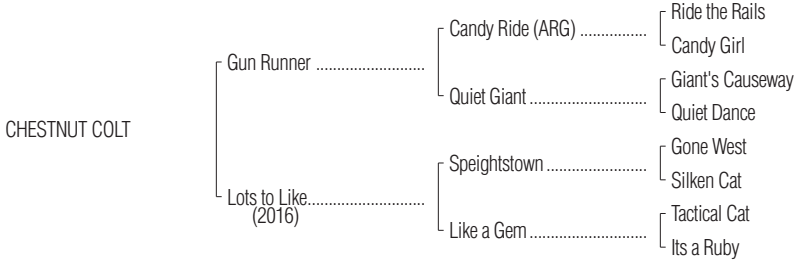 Ride the Rails
Candy Ride (ARG) ................
Candy Girl
Gun Runner ..........................
Giant's Causeway
Quiet Giant ............................
Quiet Dance
CHESTNUT COLT
Gone West
Speightstown ........................
Silken Cat
Lots to Like............................
(2016)
Tactical Cat
Like a Gem ............................
Its a Ruby